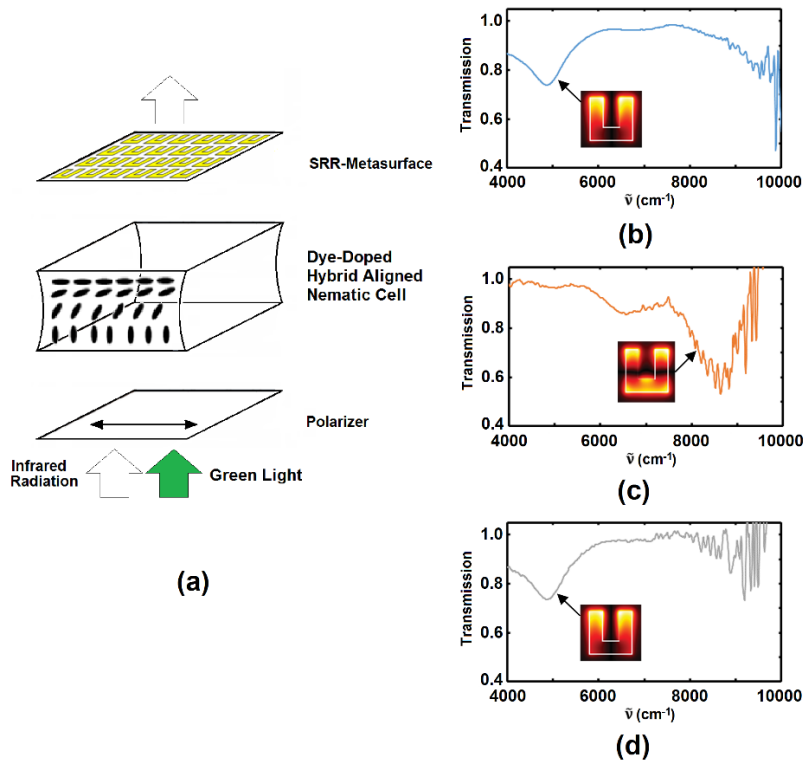 SRR-Metasurface
Dye-Doped
Hybrid Aligned
Nematic Cell
Polarizer
Infrared
Radiation
Green Light
(a)
Transmission
1.0
0.8
0.6
0.4
4000 6000 8000 10000
ṽ (cm⁻¹)
(b)
Transmission
1.0
0.8
0.6
0.4
4000 6000 8000 10000
ṽ (cm⁻¹)
(c)
Transmission
1.0
0.8
0.6
0.4
4000 6000 8000 10000
ṽ (cm⁻¹)
(d)